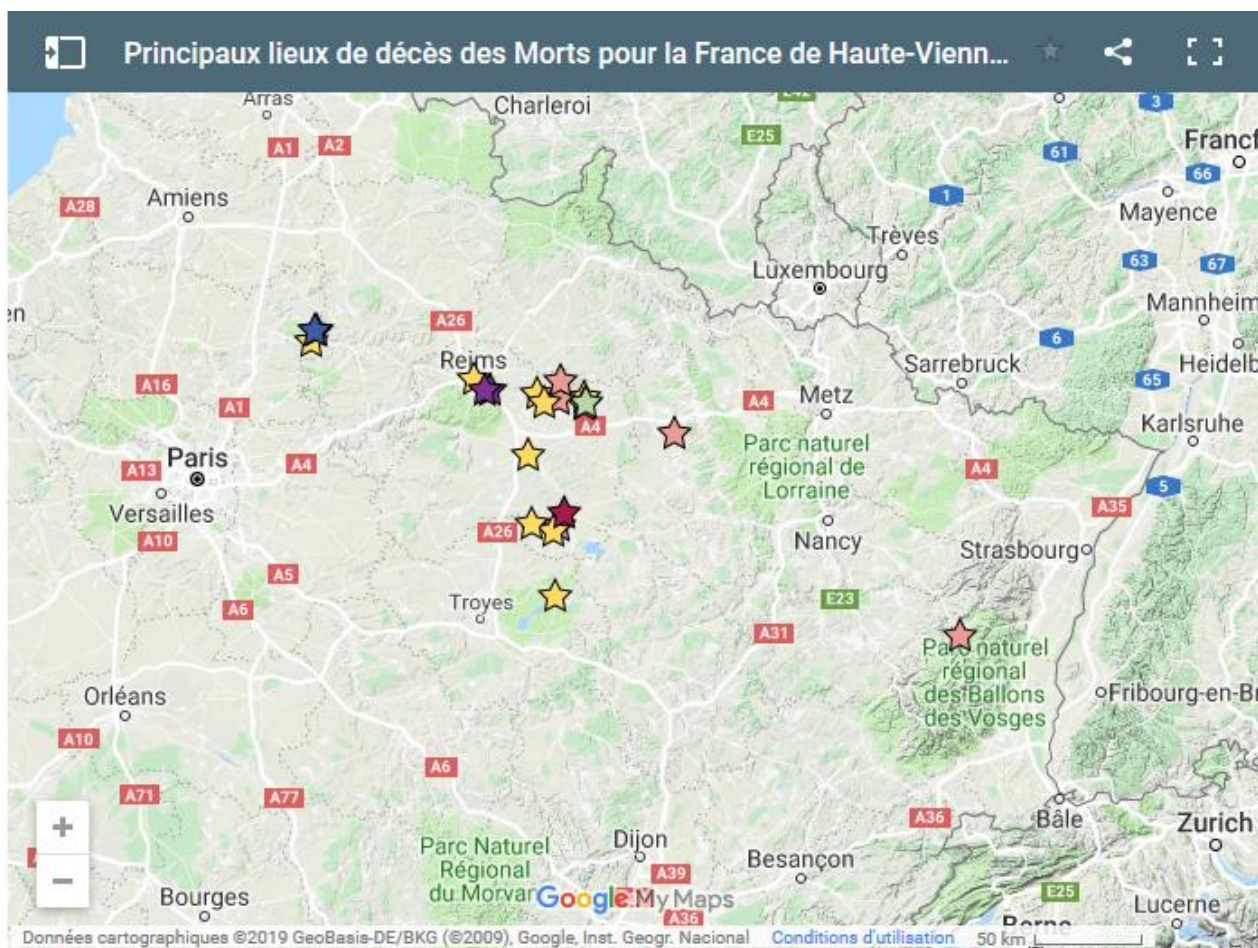 Principaux lieux de décès des Morts pour la France de Haute-Vienn...
Arras
Charleroi
E25
3
A1
A2
61
Francf
66
Amiens
A28
1
Mayence
Trèves
Luxembourg
63
67
en
A26
Mannheim
6
Reims
Sarrebruck
Heidelb
A16
65
A1
A4
Metz
A4
Karlsruhe
Parc naturel
régional de
Lorraine
Paris
A13
A4
A4
5
Versailles
A35
A10
A26
Nancy
Strasbourg
A5
E23
Troyes
A6
A31
Parc naturel
régional
des Ballons
des Vosges
Orléans
Fribourg-en-Br
A10
A6
A71
A77
A36
Bâle
Zurich
+
Parc Naturel
Régional
du Morvan
Dijon
Besançon
−
A39
E25
Bourges
Google My Maps
A36
Berne
Lucerne
Données cartographiques ©2019 GeoBasis-DE/BKG (©2009), Google, Inst. Geogr. Nacional
Conditions d'utilisation
50 km